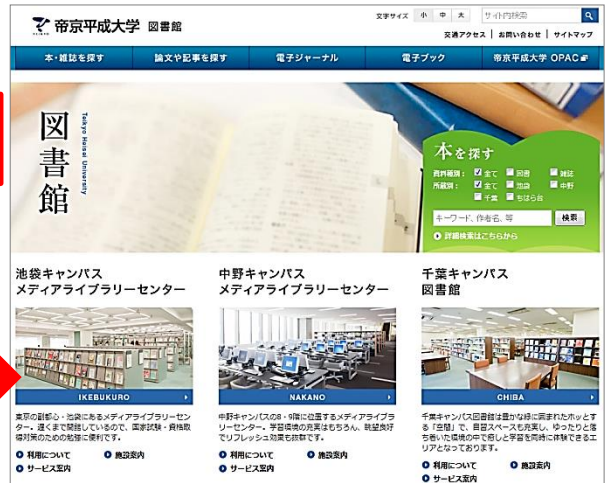 帝京平成大学 図書館
文字サイズ 小 中 大 サイト内検索
交通アクセス | お問い合わせ | サイトマップ
本・雑誌を探す 論文や記事を探す 電子ジャーナル 電子ブック 帝京平成大学 OPAC
図書館
Teikyo Heisei University
本を探す
資料種別： 全て 図書 雑誌
所蔵別： 全て 池袋 中野
千葉 ちはら台
キーワード、作者名、等 検索
詳細検索はこちらから
池袋キャンパス
メディアライブラリーセンター
IKEBUKURO
東京の副都心・池袋にあるメディアライブラリーセン
ター。遅くまで開館しているので、国家試験・資格取
得対策のための勉強に便利です。
利用について 施設案内
サービス案内
中野キャンパス
メディアライブラリーセンター
NAKANO
中野キャンパスの8・9階に位置するメディアライブラ
リーセンター。学習環境の充実はもちろん、眺望良好
でリフレッシュ効果も抜群です。
利用について 施設案内
サービス案内
千葉キャンパス
図書館
CHIBA
千葉キャンパス図書館は豊かな緑に囲まれたホッとす
る「空間」で、自習スペースも充実し、ゆったりと落
ち着いた環境の中で癒しと学習を同時に体験できるエ
リアとなっております。
利用について 施設案内
サービス案内